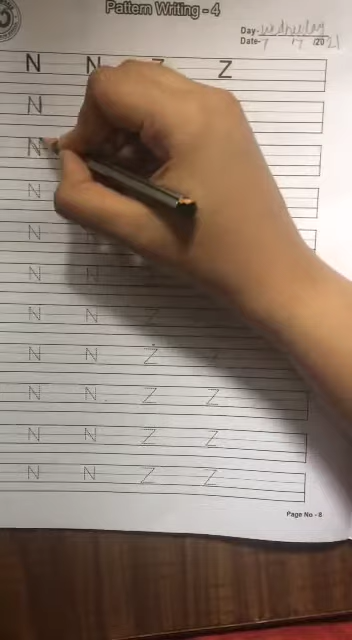 Pattern Writing - 4
Day- Wednesday
Date- 7 7 /2021
N N Z Z
N
N
N
N
N N
N N Z
N N Z Z
N N Z Z
N N Z Z
N N Z Z
Page No - 8